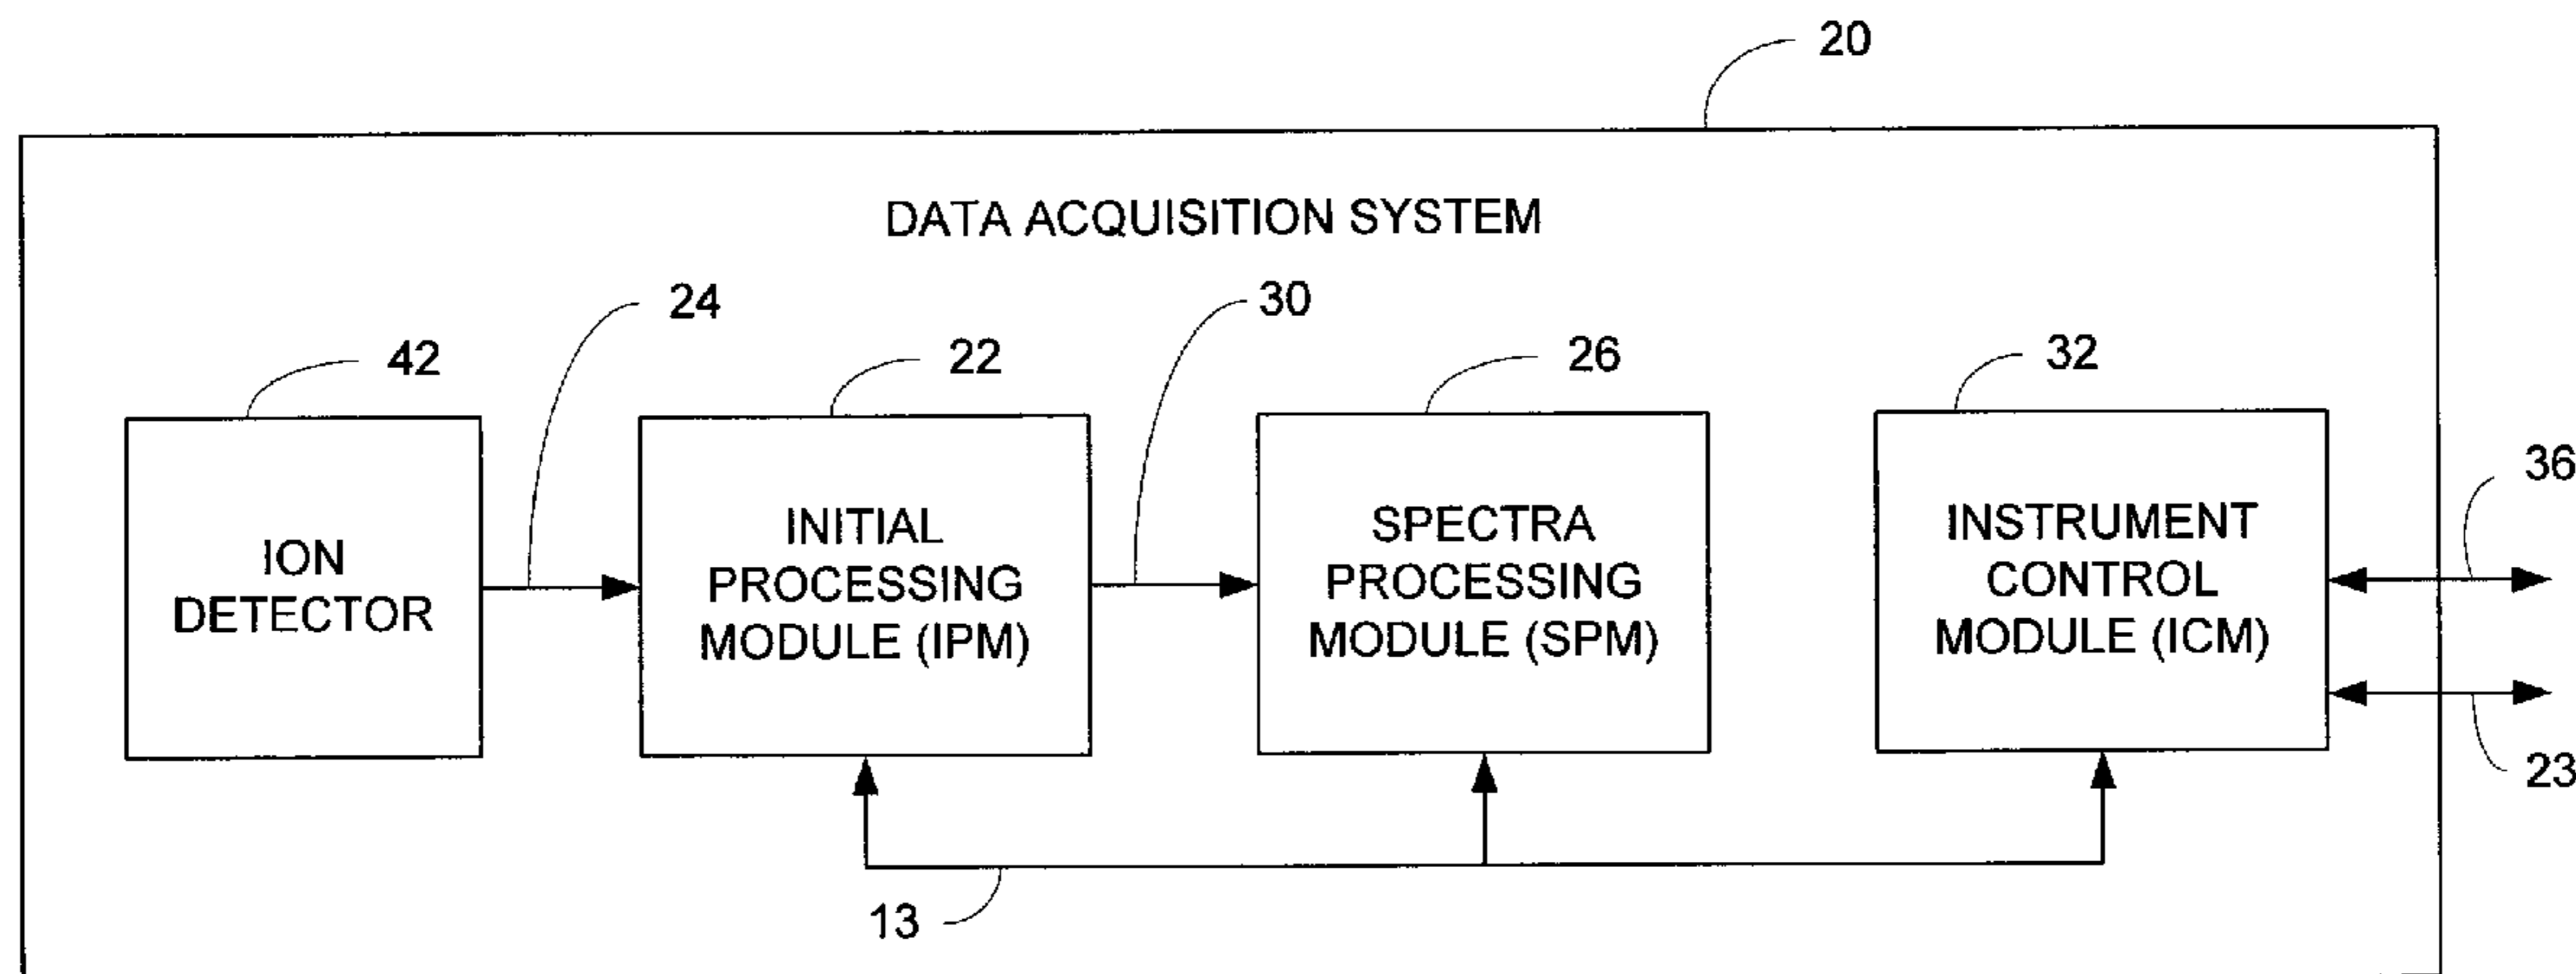 20
DATA ACQUISITION SYSTEM
24
30
42
22
26
32
36
ION
DETECTOR
INITIAL
PROCESSING
MODULE (IPM)
SPECTRA
PROCESSING
MODULE (SPM)
INSTRUMENT
CONTROL
MODULE (ICM)
23
13